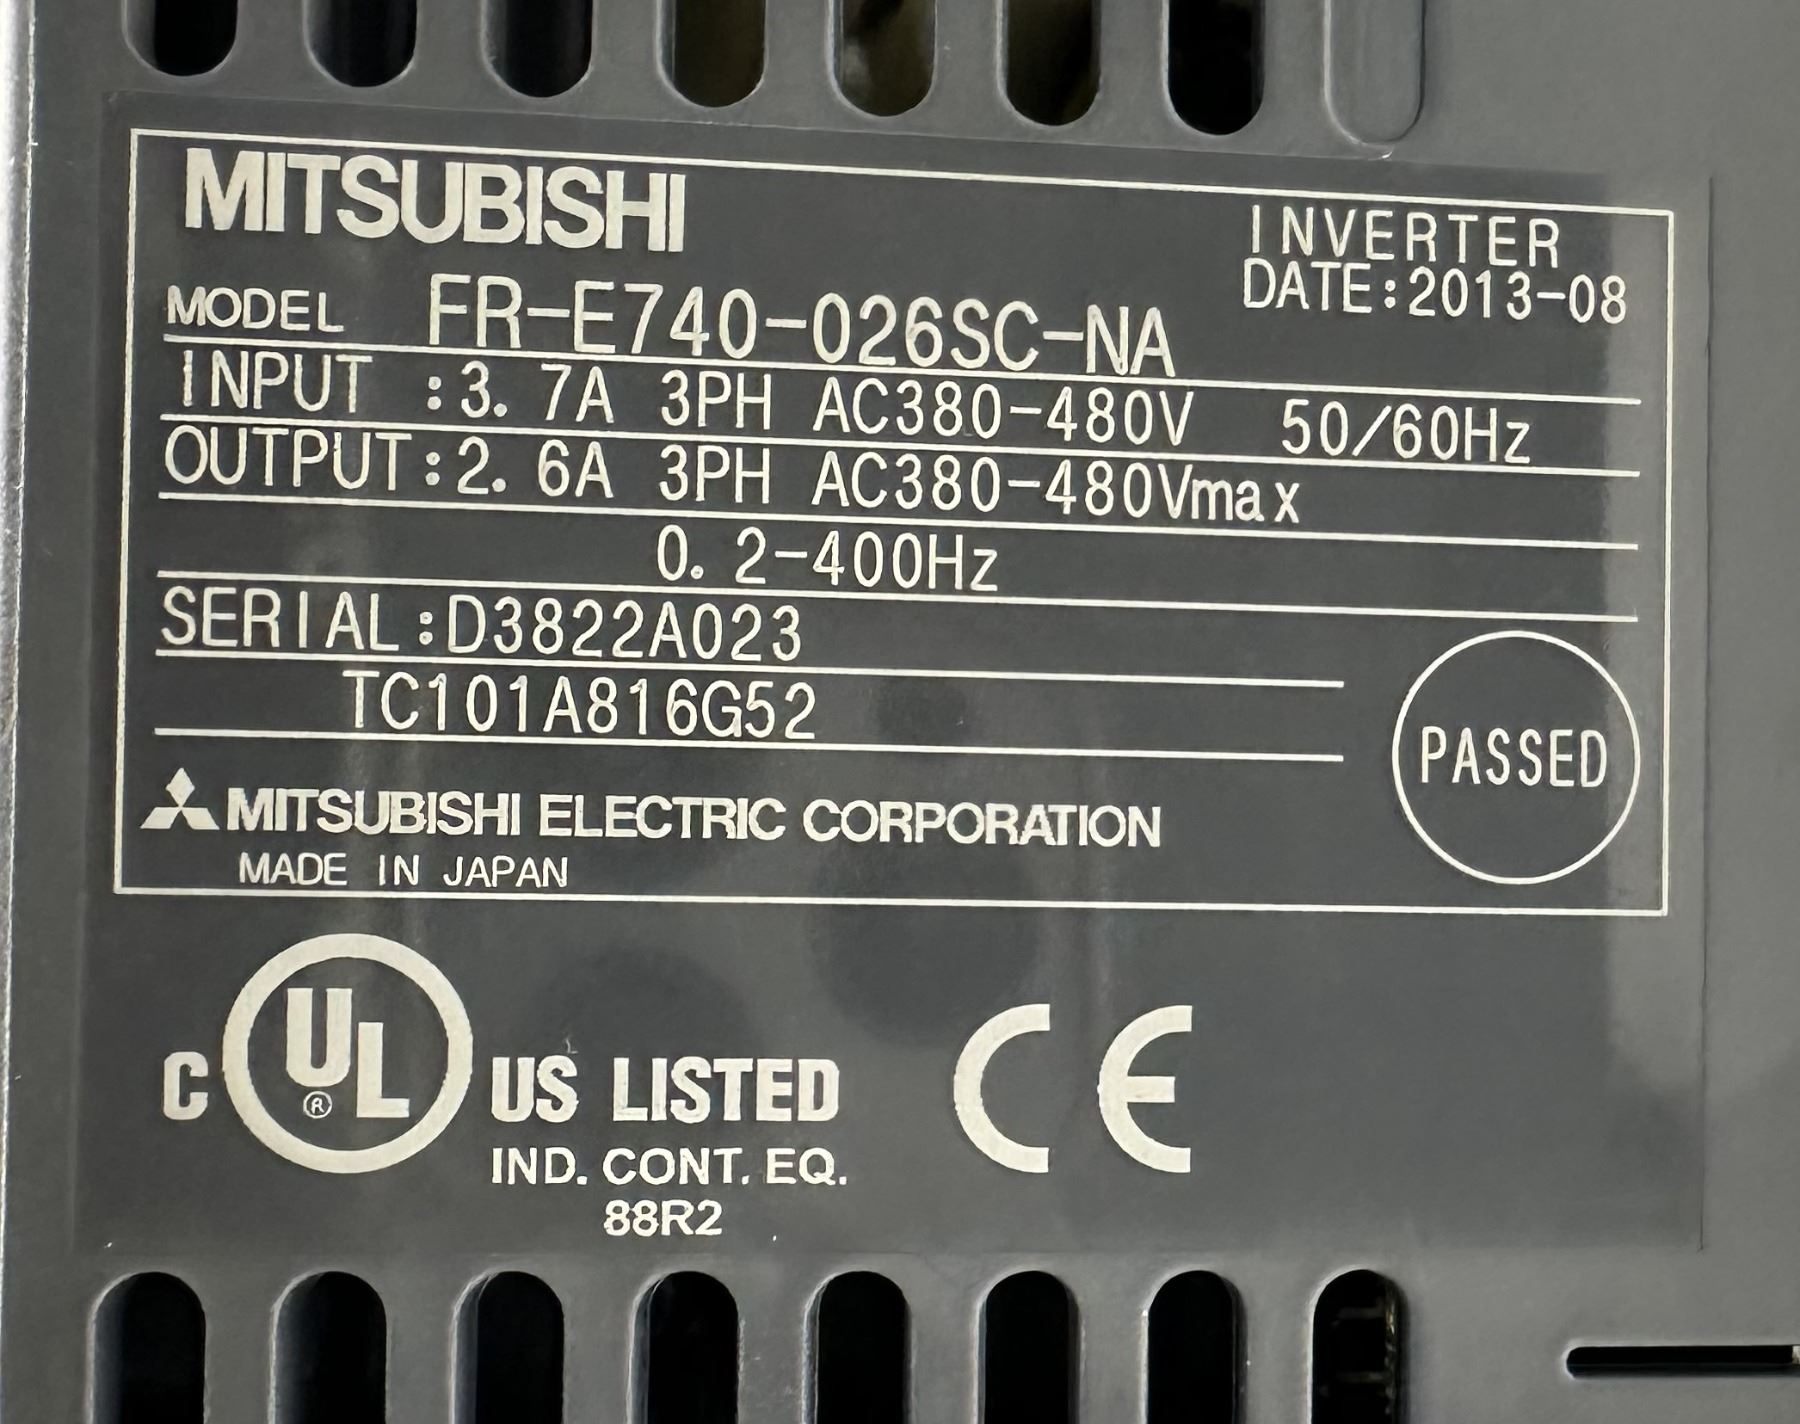 MITSUBISHI
INVERTER
DATE:2013-08
MODEL FR-E740-026SC-NA
INPUT :3.7A 3PH AC380-480V 50/60Hz
OUTPUT:2.6A 3PH AC380-480Vmax
0.2-400Hz
SERIAL:D3822A023
TC101A816G52
PASSED
MITSUBISHI ELECTRIC CORPORATION
MADE IN JAPAN
C UL® US LISTED CE
IND. CONT. EQ.
88R2